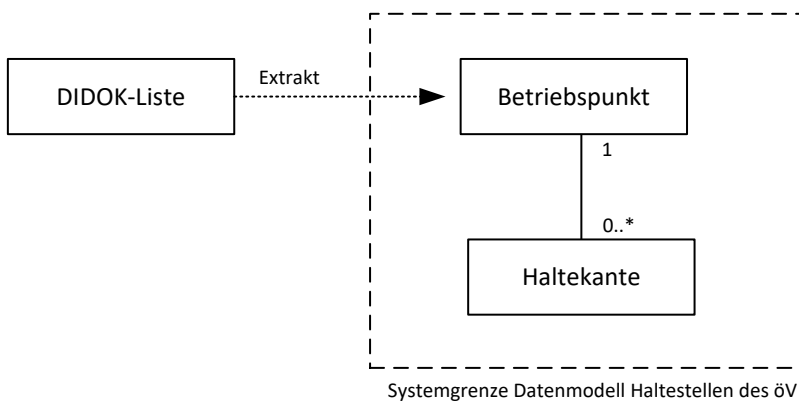 DIDOK-Liste
Extrakt
Betriebspunkt
1
0..*
Haltekante
Systemgrenze Datenmodell Haltestellen des öV